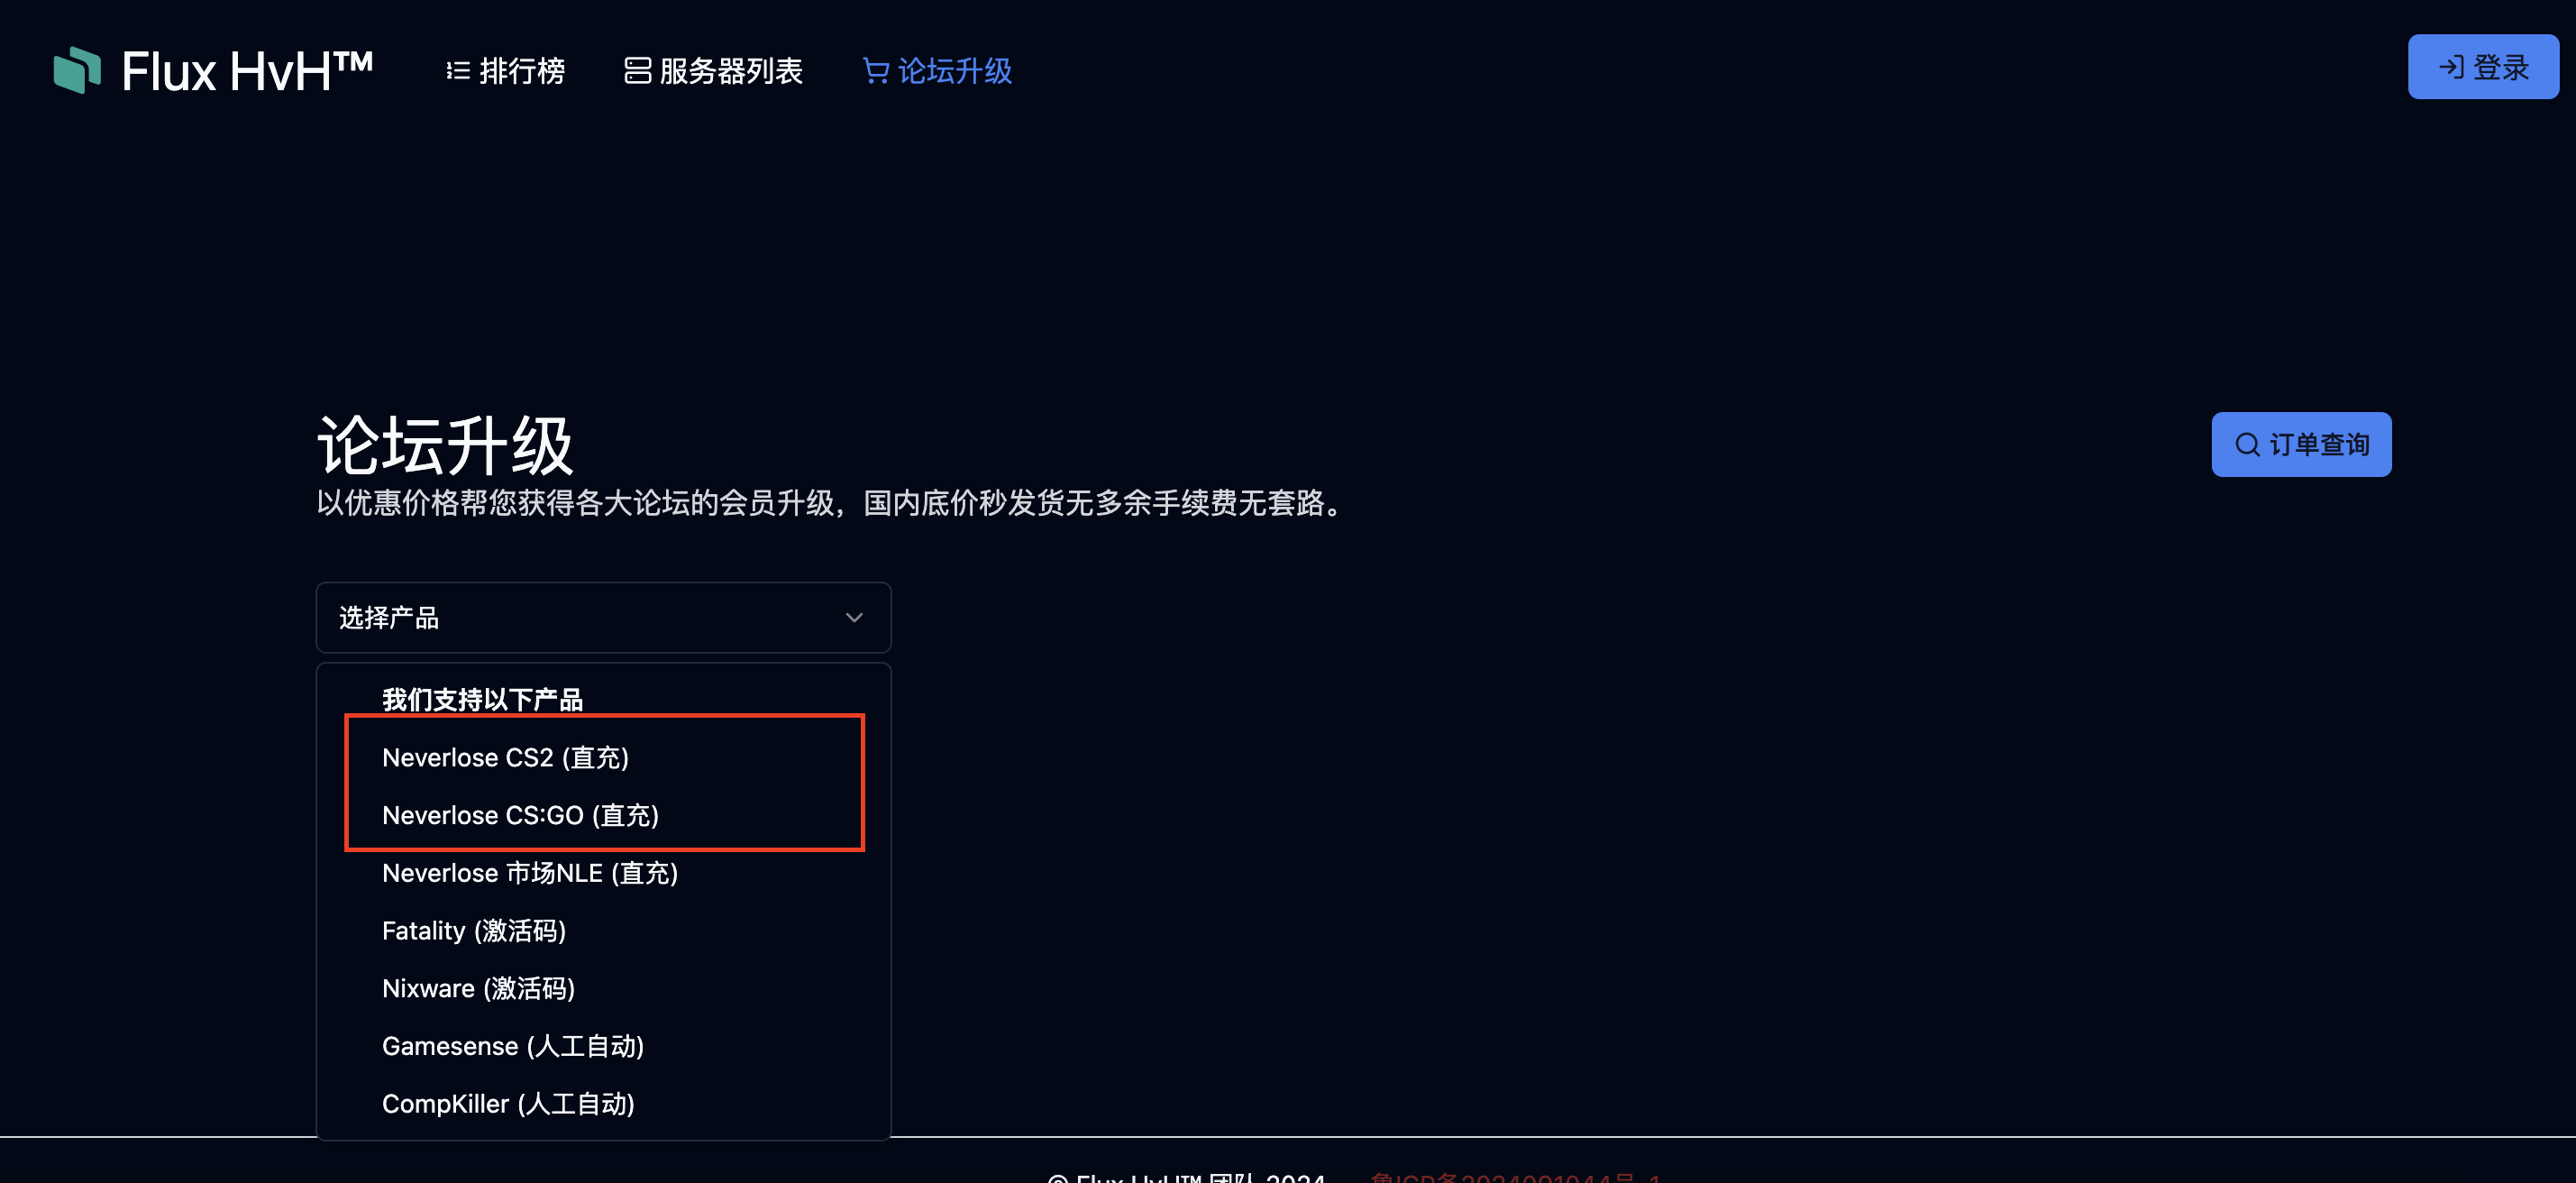 Flux HvH™
排行榜
服务器列表
论坛升级
登录
论坛升级
订单查询
以优惠价格帮您获得各大论坛的会员升级，国内底价秒发货无多余手续费无套路。
选择产品
我们支持以下产品
Neverlose CS2 (直充)
Neverlose CS:GO (直充)
Neverlose 市场NLE (直充)
Fatality (激活码)
Nixware (激活码)
Gamesense (人工自动)
CompKiller (人工自动)
© Flux HvH™ 团队 2024